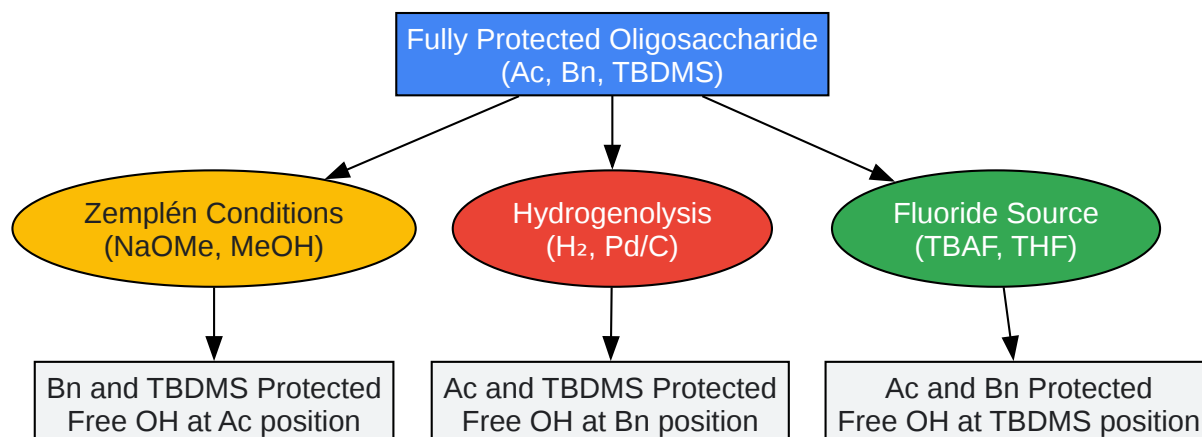 Fully Protected Oligosaccharide
(Ac, Bn, TBDMS)
Zemplén Conditions
(NaOMe, MeOH)
Hydrogenolysis
(H₂, Pd/C)
Fluoride Source
(TBAF, THF)
Bn and TBDMS Protected
Free OH at Ac position
Ac and TBDMS Protected
Free OH at Bn position
Ac and Bn Protected
Free OH at TBDMS position